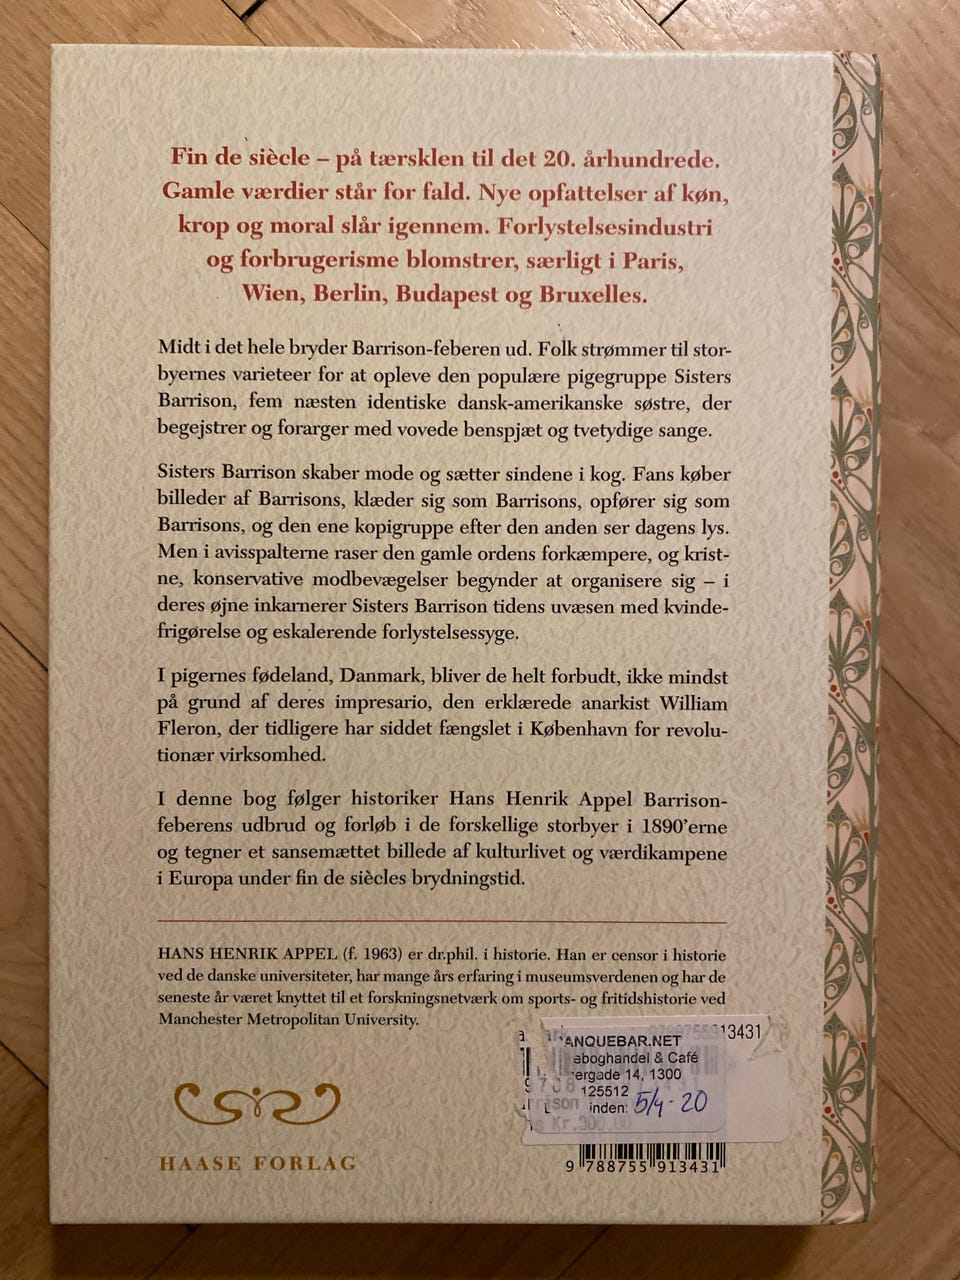 Fin de siècle – på tærsklen til det 20. århundrede.
Gamle værdier står for fald. Nye opfattelser af køn,
krop og moral slår igennem. Forlystelsesindustri
og forbrugerisme blomstrer, særligt i Paris,
Wien, Berlin, Budapest og Bruxelles.
Midt i det hele bryder Barrison-feberen ud. Folk strømmer til stor-
byernes varieteer for at opleve den populære pigegruppe Sisters
Barrison, fem næsten identiske dansk-amerikanske søstre, der
begejstrer og forarger med vovede benspjæt og tvetydige sange.
Sisters Barrison skaber mode og sætter sindene i kog. Fans køber
billeder af Barrisons, klæder sig som Barrisons, opfører sig som
Barrisons, og den ene kopigruppe efter den anden ser dagens lys.
Men i avisspalterne raser den gamle ordens forkæmpere, og krist-
ne, konservative modbevægelser begynder at organisere sig – i
deres øjne inkarnerer Sisters Barrison tidens uvæsen med kvinde-
frigørelse og eskalerende forlystelsessyge.
I pigernes fødeland, Danmark, bliver de helt forbudt, ikke mindst
på grund af deres impresario, den erklærede anarkist William
Fleron, der tidligere har siddet fængslet i København for revolu-
tionær virksomhed.
I denne bog følger historiker Hans Henrik Appel Barrison-
feberens udbrud og forløb i de forskellige storbyer i 1890'erne
og tegner et sansemættet billede af kulturlivet og værdikampene
i Europa under fin de siècles brydningstid.
HANS HENRIK APPEL (f. 1963) er dr.phil. i historie. Han er censor i historie
ved de danske universiteter, har mange års erfaring i museumsverdenen og har de
seneste år været knyttet til et forskningsnetværk om sports- og fritidshistorie ved
Manchester Metropolitan University.
13431
ANQUEBAR.NET
eboghandel & Café
ergade 14, 1300
125512
inden: 5/4-20
Kr.300.00
9 788755 913431
HAASE FORLAG